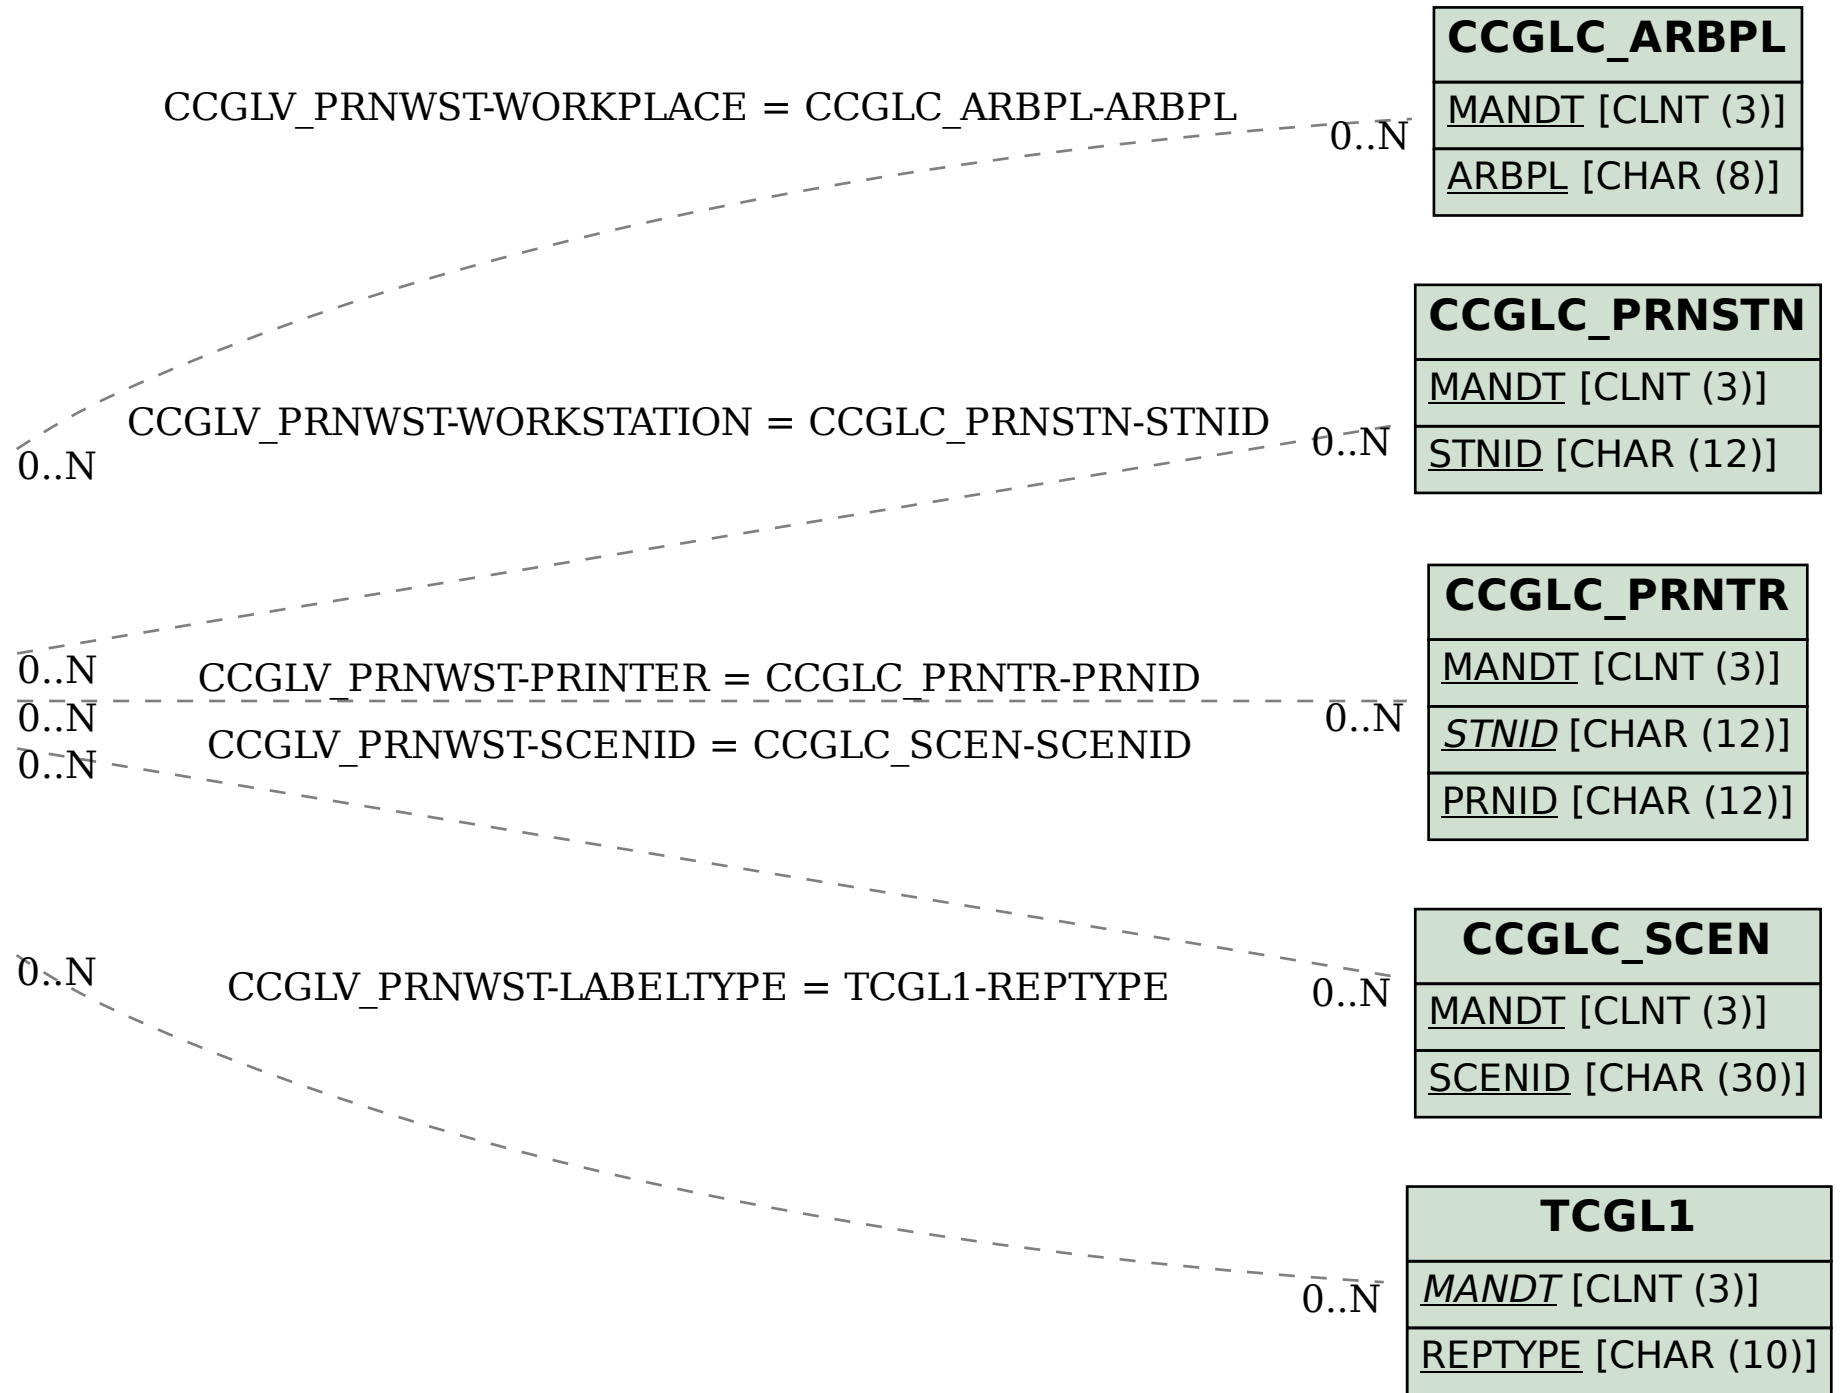 CCGLC_ARBPL
MANDT [CLNT (3)]
ARBPL [CHAR (8)]
CCGLV_PRNWST-WORKPLACE = CCGLC_ARBPL-ARBPL
0..N
0..N
CCGLC_PRNSTN
MANDT [CLNT (3)]
STNID [CHAR (12)]
CCGLV_PRNWST-WORKSTATION = CCGLC_PRNSTN-STNID
0..N
0..N
CCGLC_PRNTR
MANDT [CLNT (3)]
STNID [CHAR (12)]
PRNID [CHAR (12)]
CCGLV_PRNWST-PRINTER = CCGLC_PRNTR-PRNID
0..N
0..N
CCGLV_PRNWST-SCENID = CCGLC_SCEN-SCENID
0..N
0..N
CCGLC_SCEN
MANDT [CLNT (3)]
SCENID [CHAR (30)]
CCGLV_PRNWST-LABELTYPE = TCGL1-REPTYPE
0..N
0..N
TCGL1
MANDT [CLNT (3)]
REPTYPE [CHAR (10)]